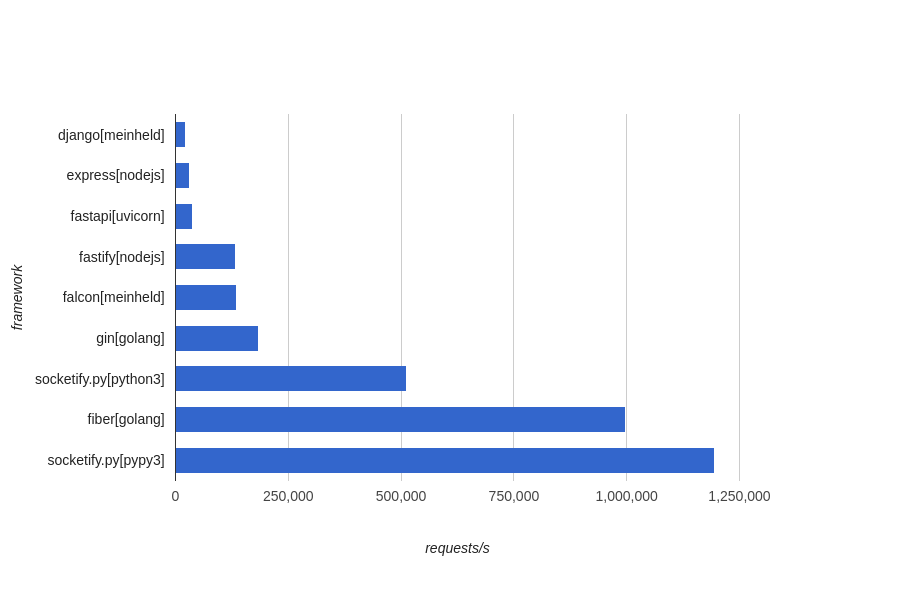 django[meinheld]
express[nodejs]
fastapi[uvicorn]
fastify[nodejs]
falcon[meinheld]
gin[golang]
socketify.py[python3]
fiber[golang]
socketify.py[pypy3]
framework
0 250,000 500,000 750,000 1,000,000 1,250,000
requests/s